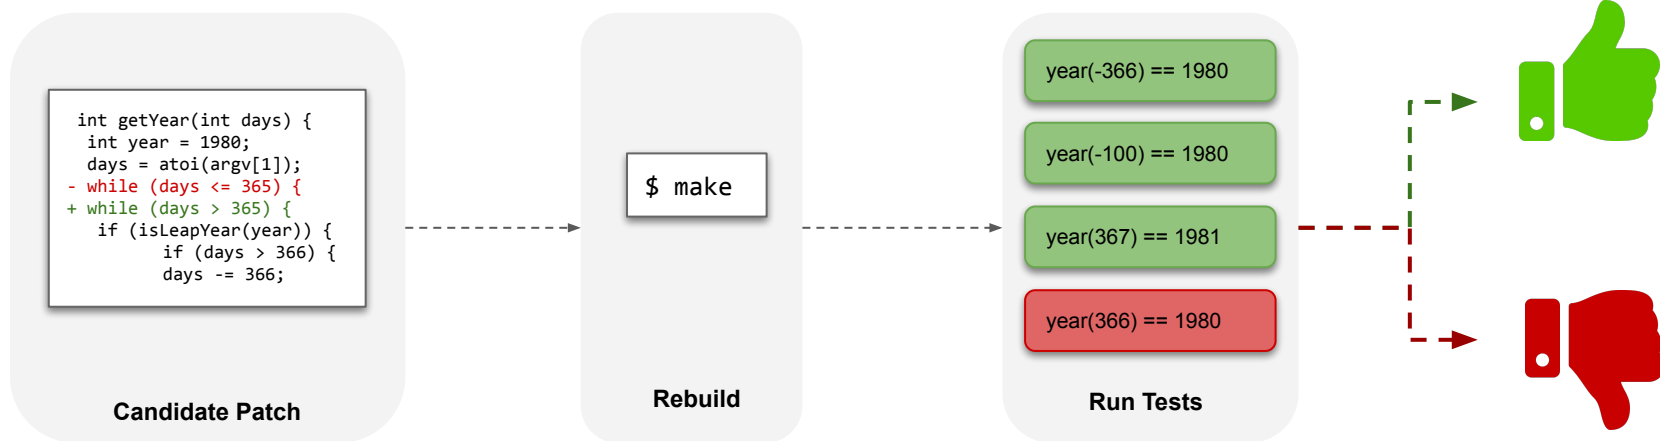 int getYear(int days) {
int year = 1980;
days = atoi(argv[1]);
- while (days <= 365) {
+ while (days > 365) {
if (isLeapYear(year)) {
if (days > 366) {
days -= 366;
Candidate Patch
$ make
Rebuild
year(-366) == 1980
year(-100) == 1980
year(367) == 1981
year(366) == 1980
Run Tests